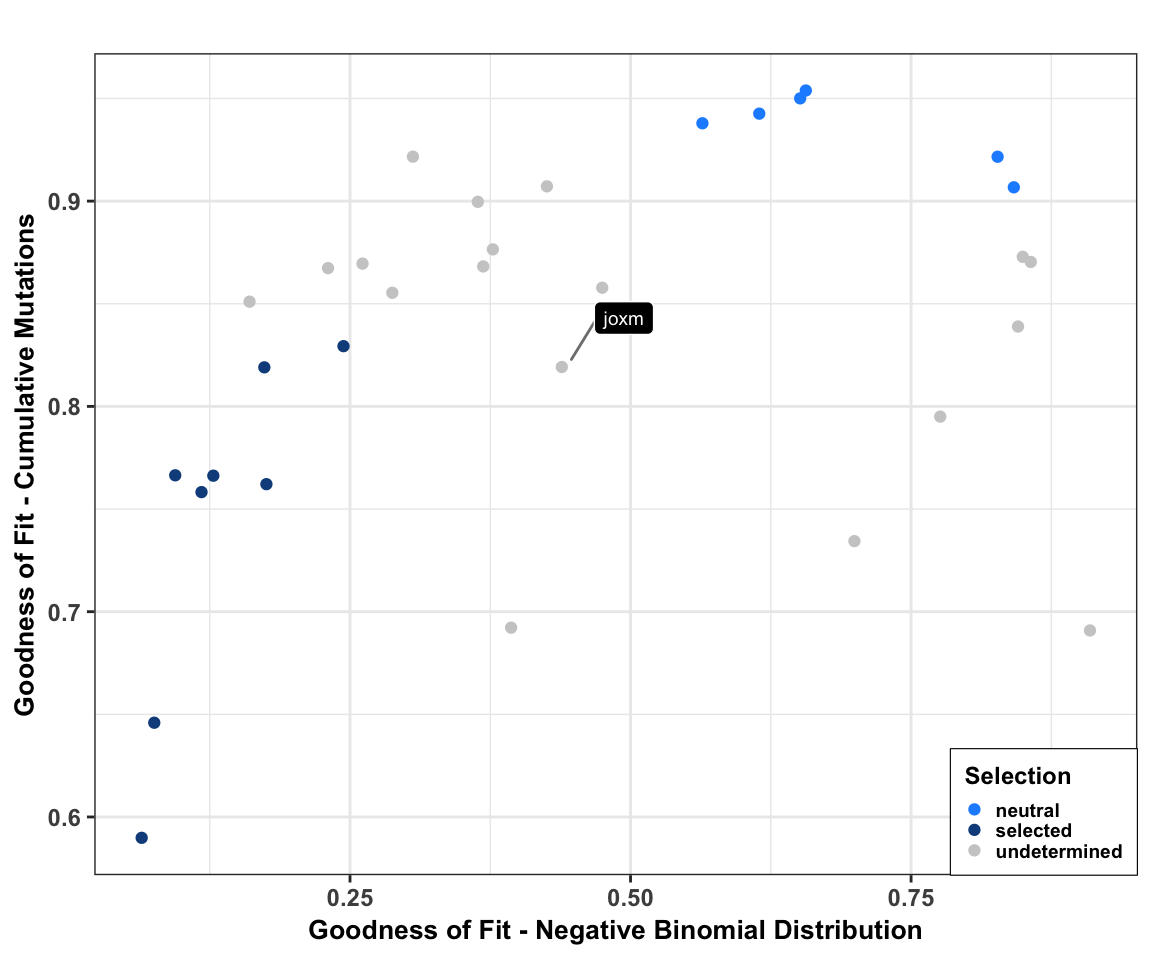 Goodness of Fit - Cumulative Mutations
0.9
0.8
0.7
0.6
joxm
Selection
neutral
selected
undetermined
0.25
0.50
0.75
Goodness of Fit - Negative Binomial Distribution